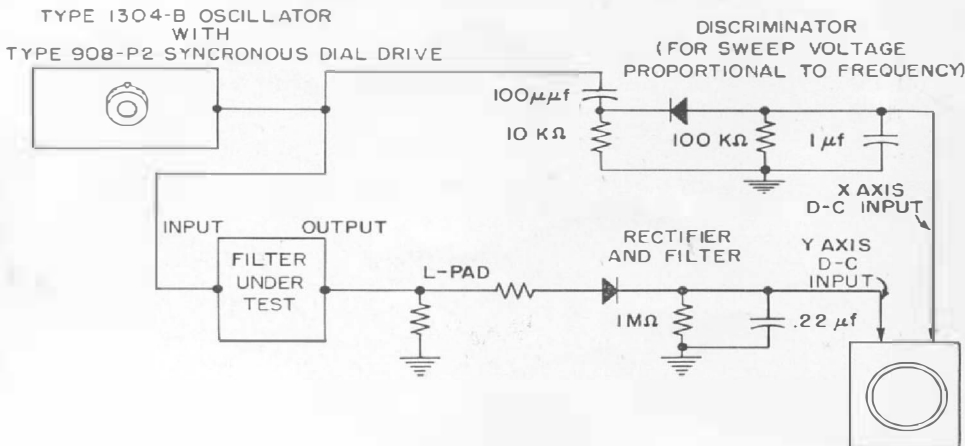 TYPE 1304-B OSCILLATOR
WITH
TYPE 908-P2 SYNCRONOUS DIAL DRIVE
DISCRIMINATOR
(FOR SWEEP VOLTAGE
PROPORTIONAL TO FREQUENCY)
100µµf
10 KΩ
100 KΩ
1 µf
X AXIS
D-C INPUT
INPUT
OUTPUT
FILTER
UNDER
TEST
L-PAD
RECTIFIER
AND FILTER
Y AXIS
D-C
INPUT
1MΩ
.22 µf